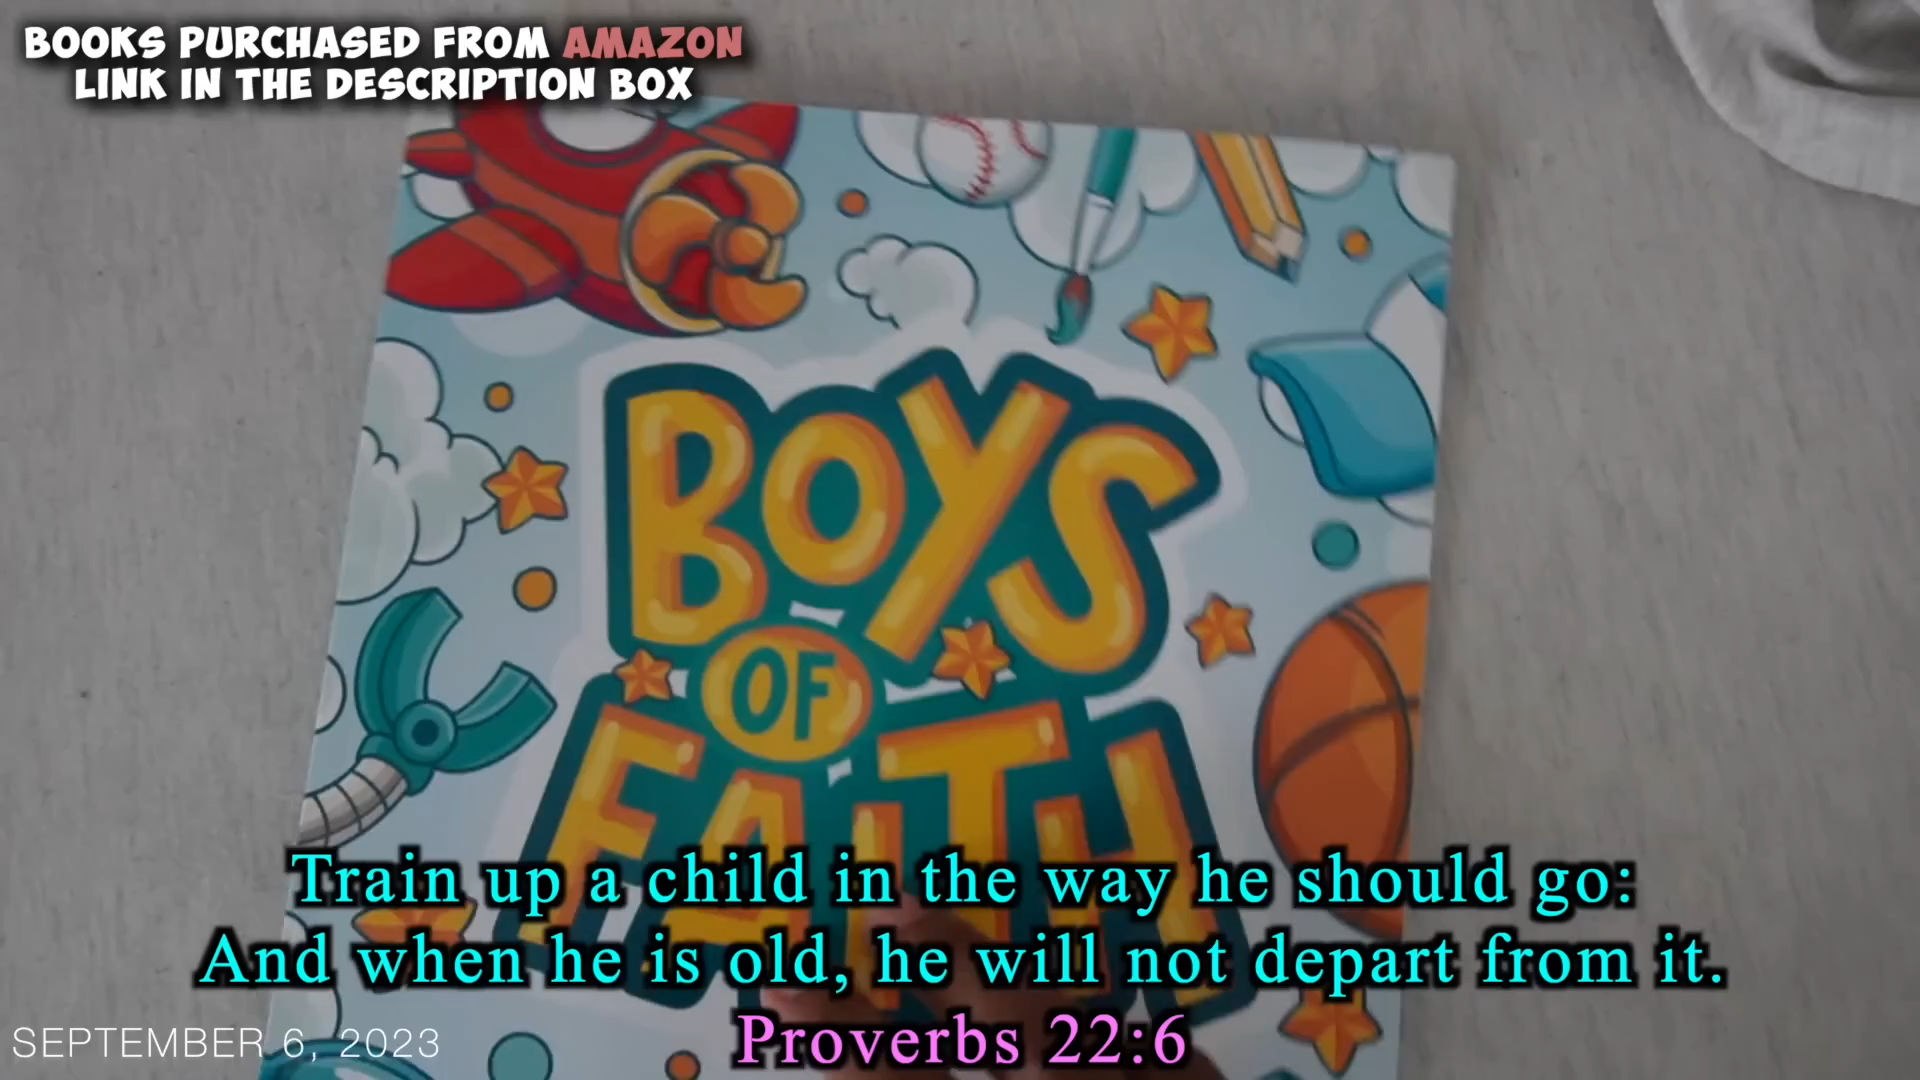 BOOKS PURCHASED FROM AMAZON
LINK IN THE DESCRIPTION BOX
BOYS
OF
FAITH
Train up a child in the way he should go:
And when he is old, he will not depart from it.
Proverbs 22:6
SEPTEMBER 6, 2023